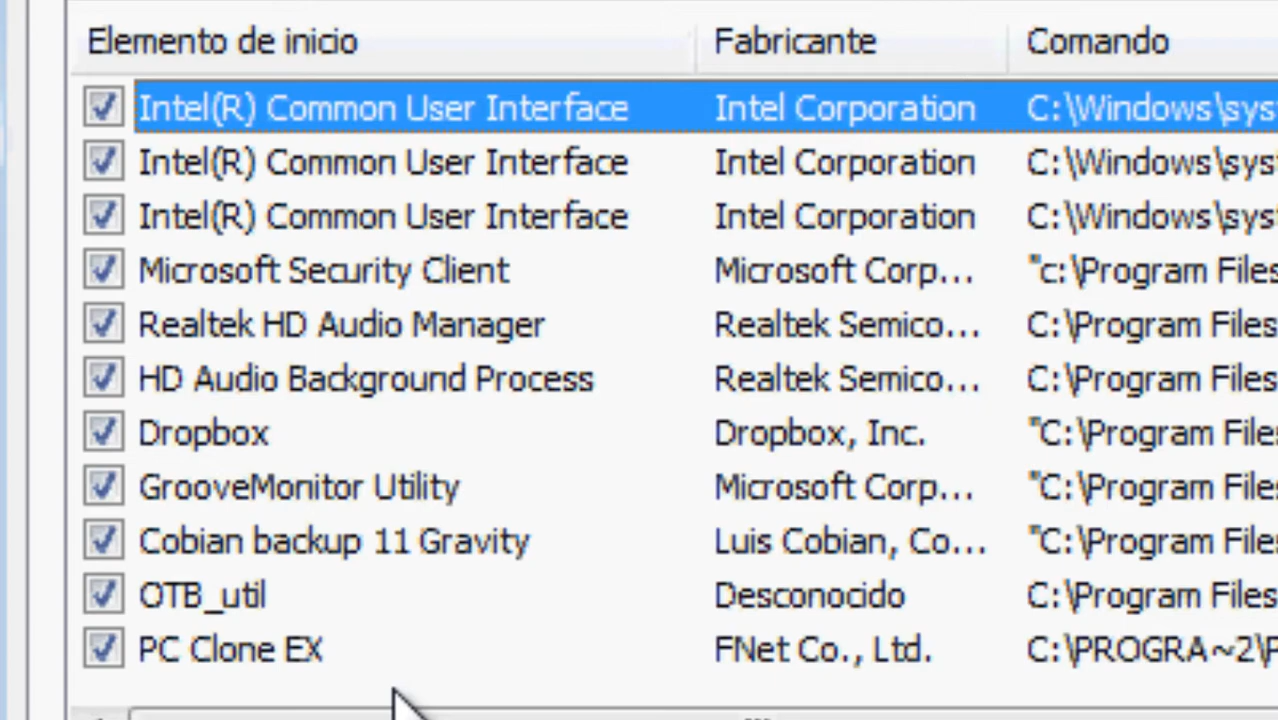 Elemento de inicio Fabricante Comando
Intel(R) Common User Interface Intel Corporation C:\Windows\sys
Intel(R) Common User Interface Intel Corporation C:\Windows\sys
Intel(R) Common User Interface Intel Corporation C:\Windows\sys
Microsoft Security Client Microsoft Corp... "c:\Program Files
Realtek HD Audio Manager Realtek Semico... C:\Program Files
HD Audio Background Process Realtek Semico... C:\Program Files
Dropbox Dropbox, Inc. "C:\Program File
GrooveMonitor Utility Microsoft Corp... "C:\Program File
Cobian backup 11 Gravity Luis Cobian, Co... "C:\Program File
OTB_util Desconocido C:\Program Files
PC Clone EX FNet Co., Ltd. C:\PROGRA~2\P